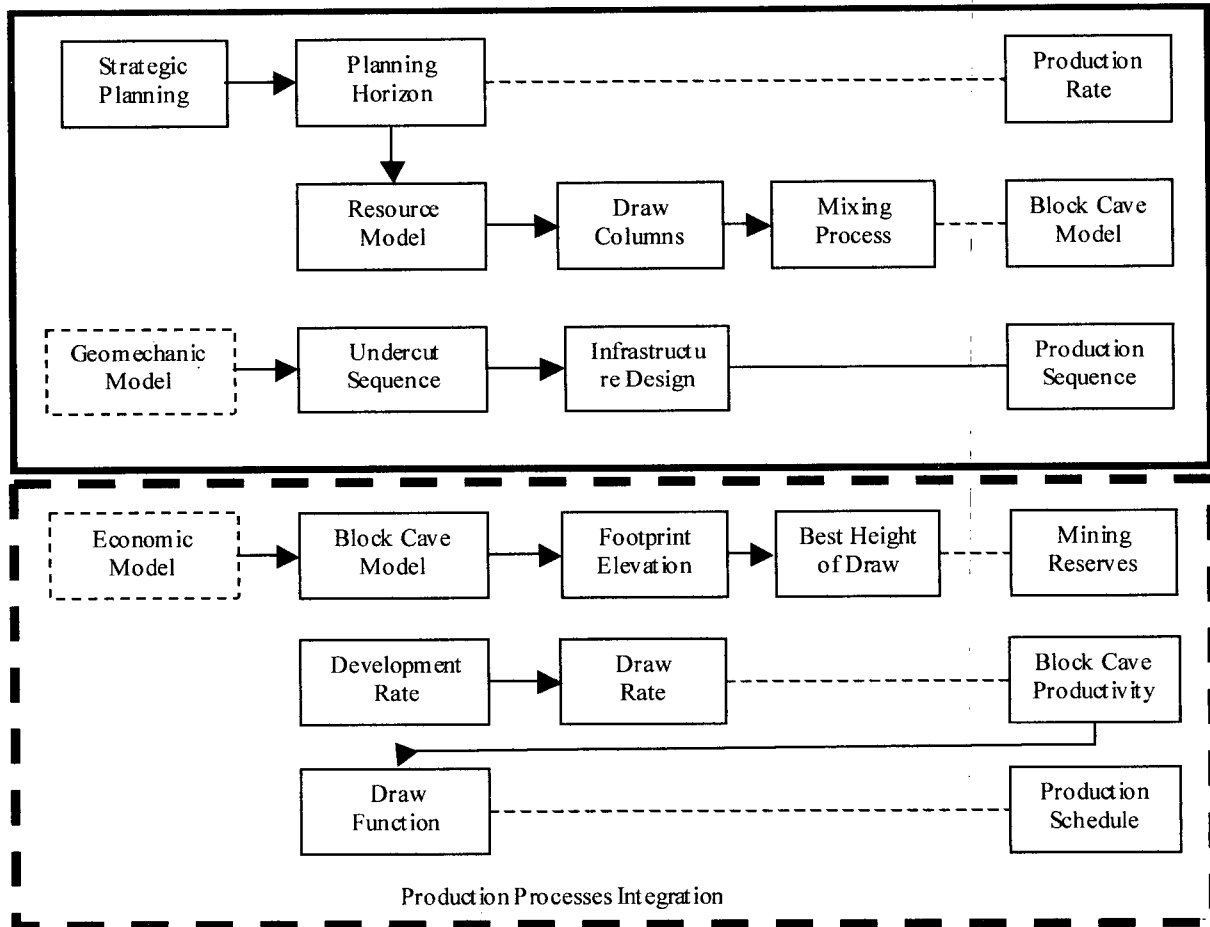 Strategic
Planning
Planning
Horizon
Production
Rate
Resource
Model
Draw
Columns
Mixing
Process
Block Cave
Model
Geomechanic
Model
Undercut
Sequence
Infrastructu
re Design
Production
Sequence
Economic
Model
Block Cave
Model
Footprint
Elevation
Best Height
of Draw
Mining
Reserves
Development
Rate
Draw
Rate
Block Cave
Productivity
Draw
Function
Production
Schedule
Production Processes Integration